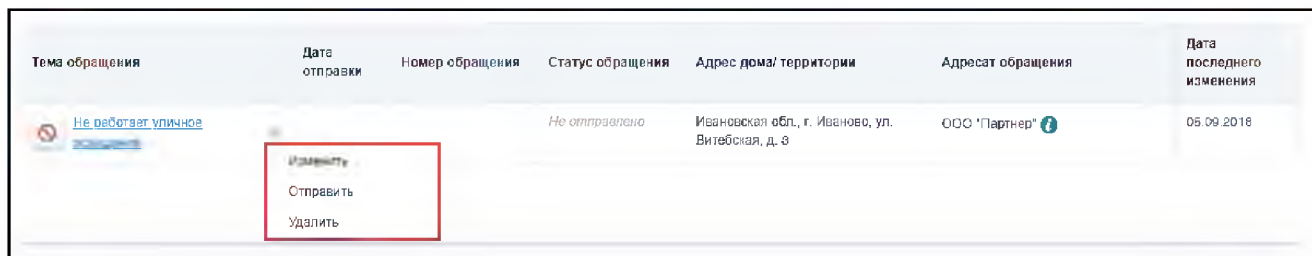 Тема обращения
Дата
отправки
Номер обращения
Статус обращения
Адрес дома/ территории
Адресат обращения
Дата
последнего
изменения
Не работает уличное
Не отправлено
Ивановская обл., г. Иваново, ул.
Витебская, д. 3
ООО "Партнер"
05.09.2018
Изменить
Отправить
Удалить